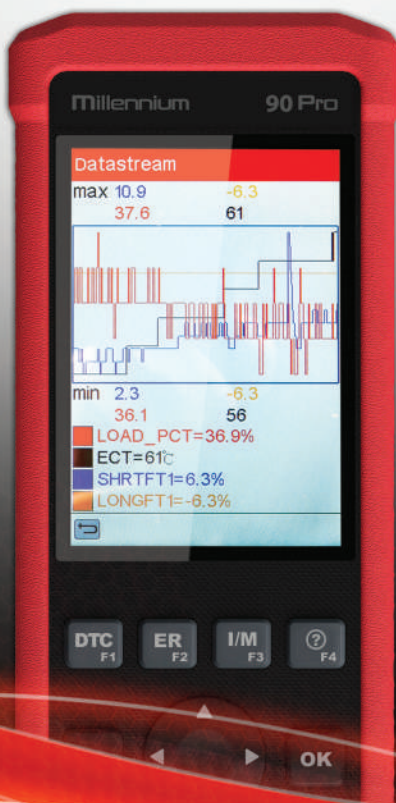 Millennium 90 Pro
Datastream
max 10.9 -6.3
37.6 61
min 2.3 -6.3
36.1 56
LOAD_PCT=36.9%
ECT=61℃
SHRTFT1=6.3%
LONGFT1=-6.3%
DTC ER I/M ?
F1 F2 F3 F4
OK